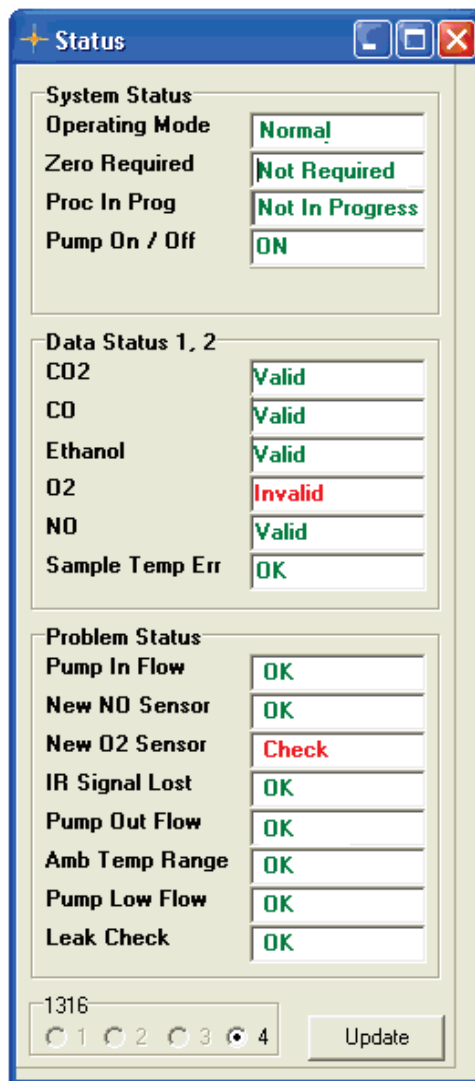 Status
System Status
Operating Mode Normal
Zero Required Not Required
Proc In Prog Not In Progress
Pump On / Off ON
Data Status 1, 2
CO2 Valid
CO Valid
Ethanol Valid
O2 Invalid
NO Valid
Sample Temp Err OK
Problem Status
Pump In Flow OK
New NO Sensor OK
New O2 Sensor Check
IR Signal Lost OK
Pump Out Flow OK
Amb Temp Range OK
Pump Low Flow OK
Leak Check OK
1316
1 2 3 4 Update